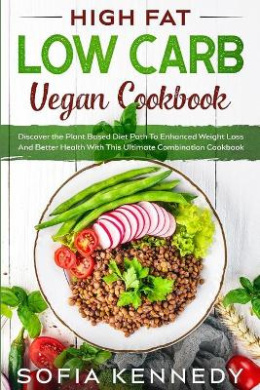 HIGH FAT
LOW CARB
Vegan Cookbook
Discover the Plant Based Diet Path To Enhanced Weight Loss
And Better Health With This Ultimate Combination Cookbook
SOFIA KENNEDY